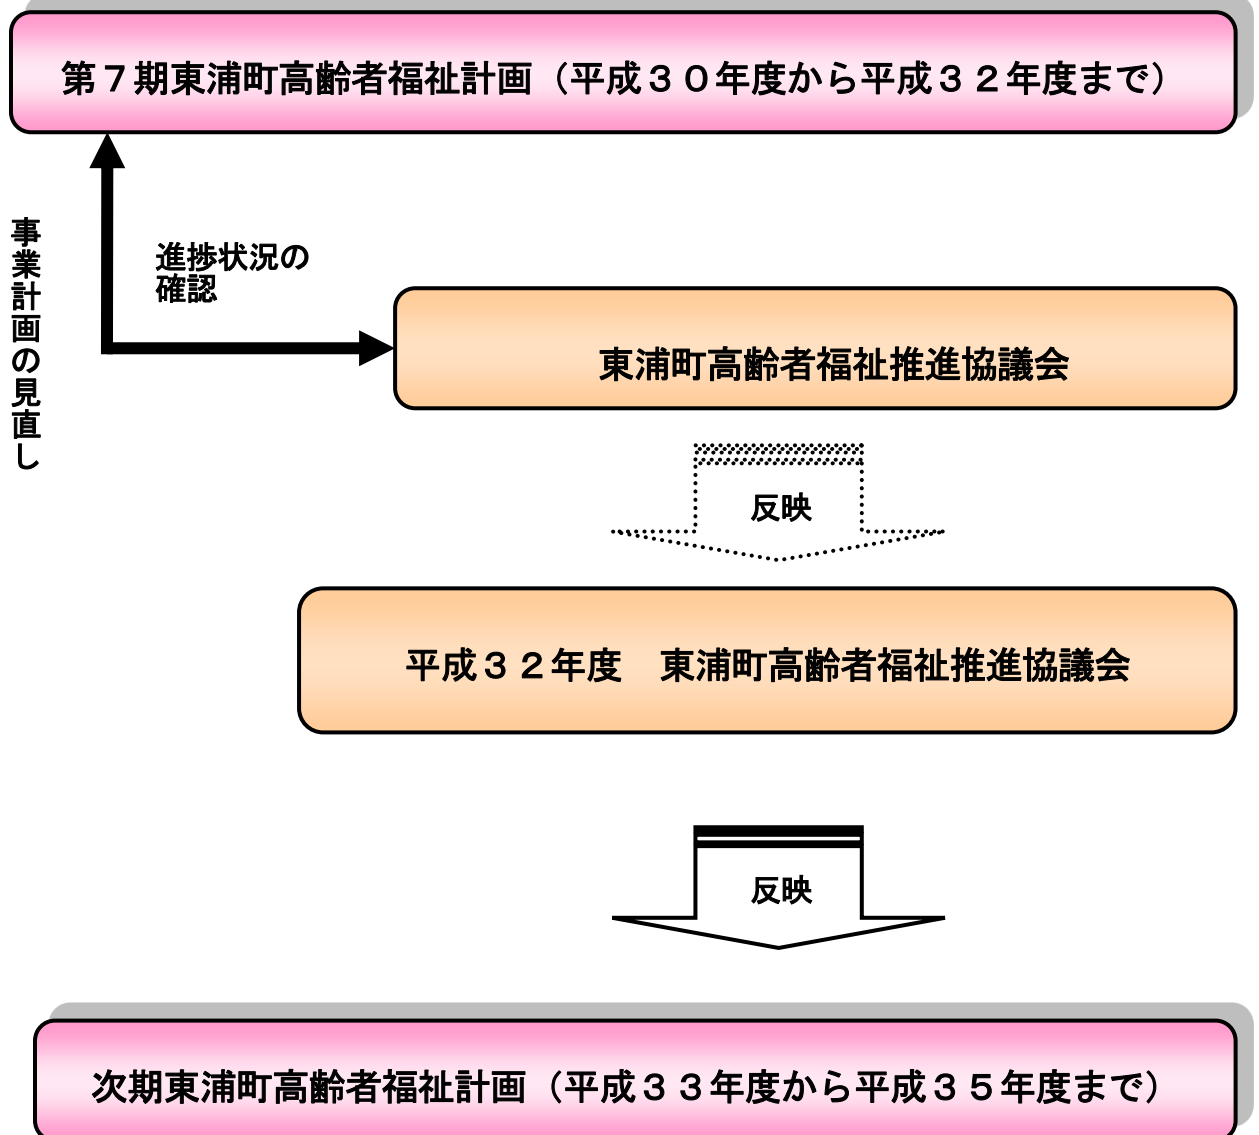 第７期東浦町高齢者福祉計画（平成３０年度から平成３２年度まで）
事業計画の見直し
進捗状況の
確認
東浦町高齢者福祉推進協議会
反映
平成３２年度　東浦町高齢者福祉推進協議会
反映
次期東浦町高齢者福祉計画（平成３３年度から平成３５年度まで）